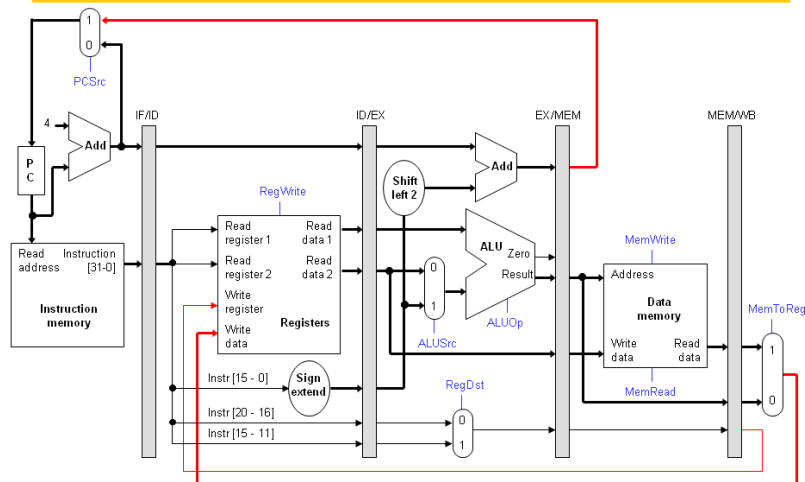 1
0
PCSrc
IF/ID
ID/EX
EX/MEM
MEM/WB
4
Add
P
C
Add
Shift
left 2
RegWrite
Read
address
Instruction
[31-0]
Instruction
memory
Read
register 1
Read
data 1
Read
register 2
Read
data 2
Write
register
Write
data
Registers
0
1
ALUSrc
ALU
Zero
Result
ALUOp
MemWrite
Address
Data
memory
Write
data
Read
data
MemRead
MemToReg
1
0
Instr [15 - 0]
Sign
extend
RegDst
Instr [20 - 16]
0
Instr [15 - 11]
1